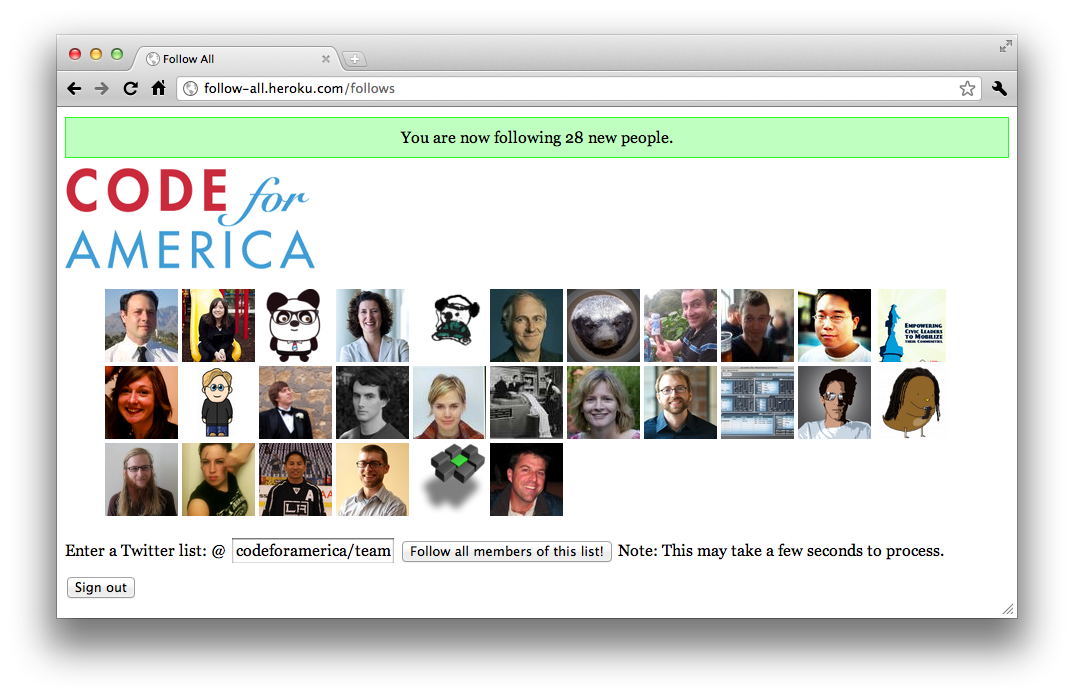 Follow All
follow-all.heroku.com/follows
You are now following 28 new people.
CODE for
AMERICA
EMPOWERING
CIVIC LEADERS
TO MOBILIZE
THEIR COMMUNITIES
Enter a Twitter list: @ codeforamerica/team Follow all members of this list! Note: This may take a few seconds to process.
Sign out